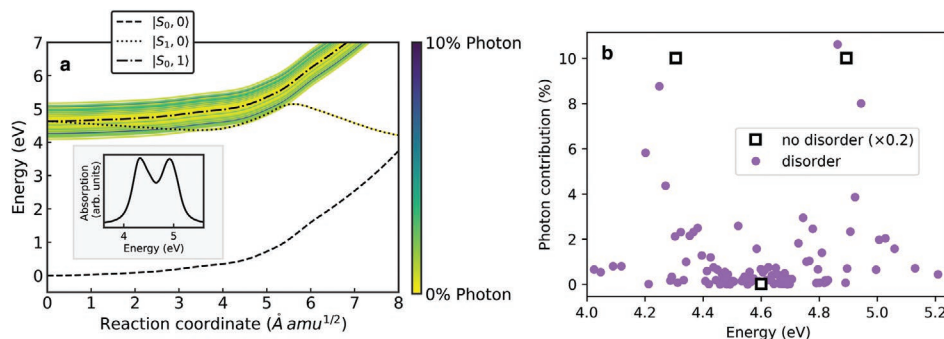 |S₀, 0⟩
|S₁, 0⟩
|S₀, 1⟩
a
7
6
5
4
3
2
1
0
Energy (eV)
Absorption
(arb. units)
4
5
Energy (eV)
0
1
2
3
4
5
6
7
8
Reaction coordinate (Å amu¹ᐟ²)
10% Photon
0% Photon
b
10
8
6
4
2
0
Photon contribution (%)
no disorder (×0.2)
disorder
4.0
4.2
4.4
4.6
4.8
5.0
5.2
Energy (eV)